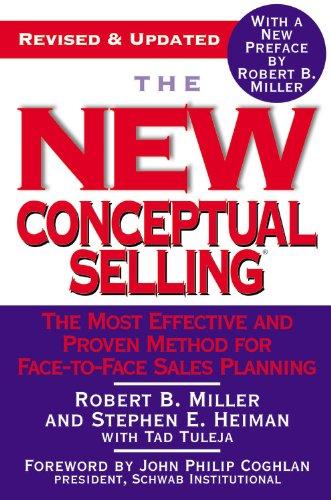 REVISED & UPDATED
WITH A
NEW
PREFACE
BY
ROBERT B.
MILLER
THE
NEW
CONCEPTUAL
SELLING®
THE MOST EFFECTIVE AND
PROVEN METHOD FOR
FACE-TO-FACE SALES PLANNING
ROBERT B. MILLER
AND STEPHEN E. HEIMAN
WITH TAD TULEJA
FOREWORD BY JOHN PHILIP COGHLAN
PRESIDENT, SCHWAB INSTITUTIONAL